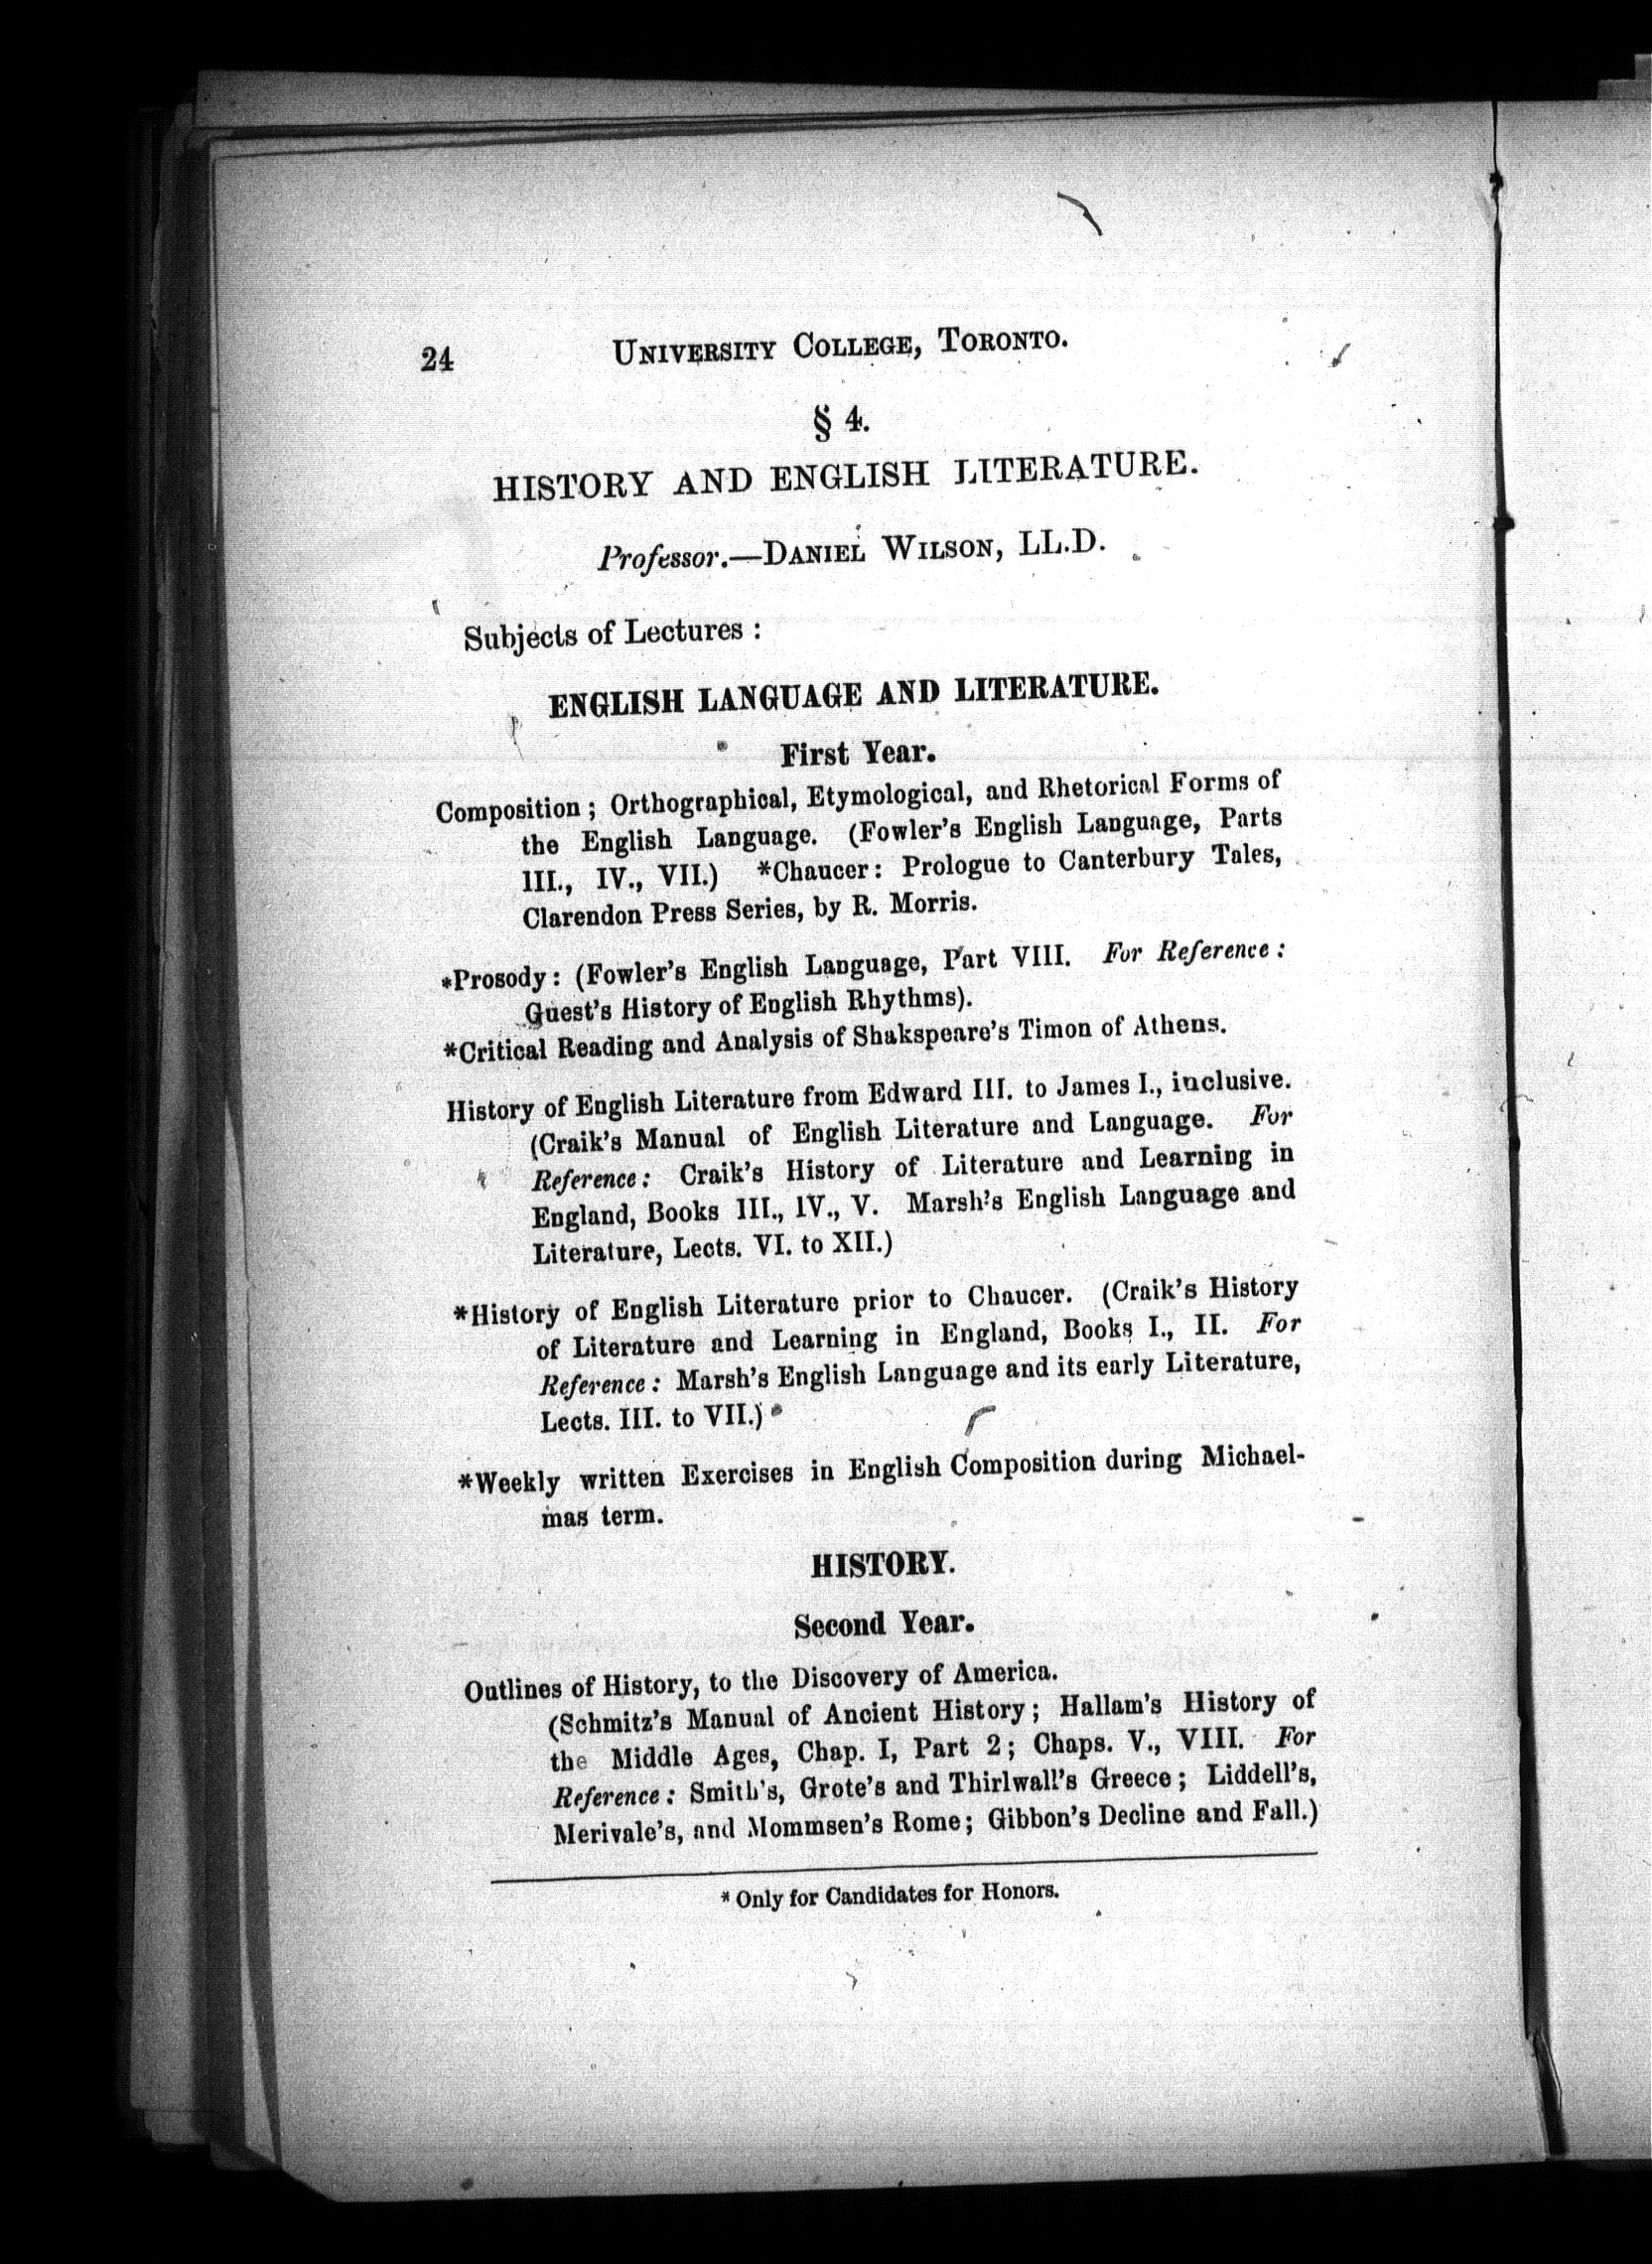 24 UNIVERSITY COLLEGE, TORONTO.
§ 4.
HISTORY AND ENGLISH LITERATURE.
Professor.—DANIEL WILSON, LL.D.
Subjects of Lectures :
ENGLISH LANGUAGE AND LITERATURE.
First Year.
Composition ; Orthographical, Etymological, and Rhetorical Forms of
the English Language. (Fowler's English Language, Parts
III., IV., VII.) *Chaucer: Prologue to Canterbury Tales,
Clarendon Press Series, by R. Morris.
*Prosody: (Fowler's English Language, Part VIII. For Reference :
Guest's History of English Rhythms).
*Critical Reading and Analysis of Shakspeare's Timon of Athens.
History of English Literature from Edward III. to James I., inclusive.
(Craik's Manual of English Literature and Language. For
Reference: Craik's History of Literature and Learning in
England, Books III., IV., V. Marsh's English Language and
Literature, Lects. VI. to XII.)
*History of English Literature prior to Chaucer. (Craik's History
of Literature and Learning in England, Books I., II. For
Reference: Marsh's English Language and its early Literature,
Lects. III. to VII.)
*Weekly written Exercises in English Composition during Michael-
mas term.
HISTORY.
Second Year.
Outlines of History, to the Discovery of America.
(Schmitz's Manual of Ancient History; Hallam's History of
the Middle Ages, Chap. I, Part 2; Chaps. V., VIII. For
Reference: Smith's, Grote's and Thirlwall's Greece; Liddell's,
Merivale's, and Mommsen's Rome; Gibbon's Decline and Fall.)
* Only for Candidates for Honors.